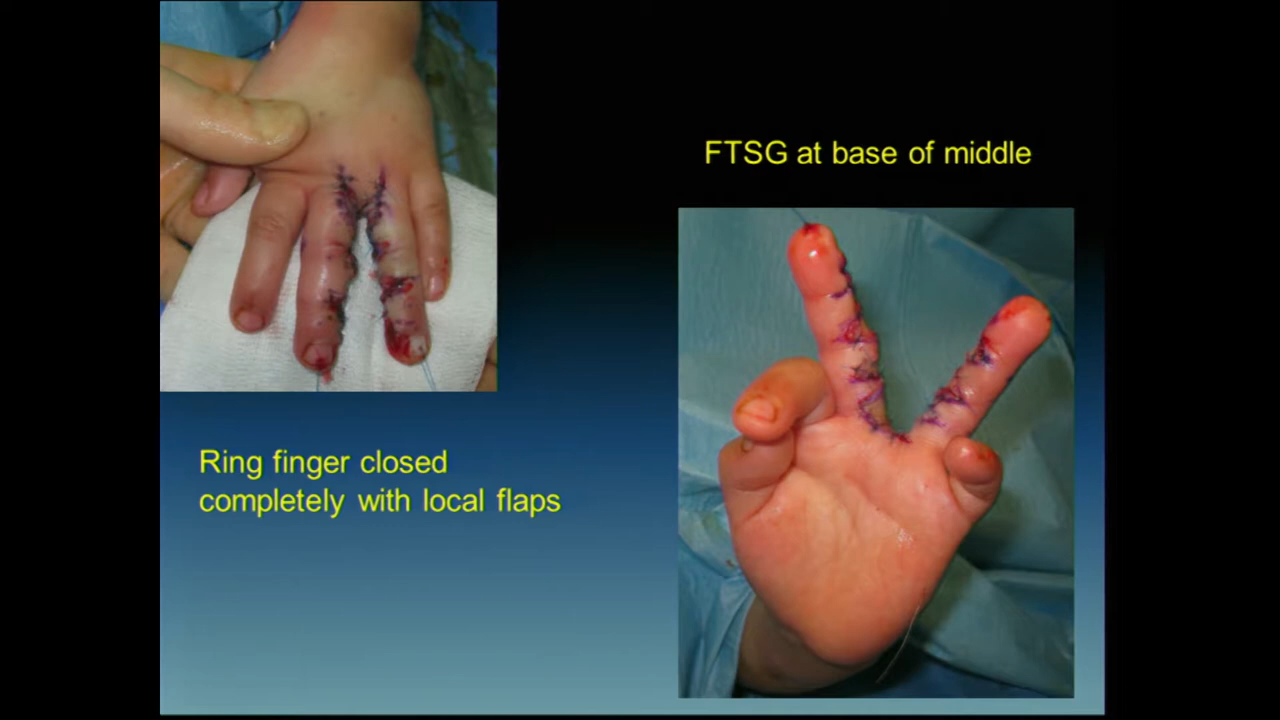 FTSG at base of middle
Ring finger closed
completely with local flaps